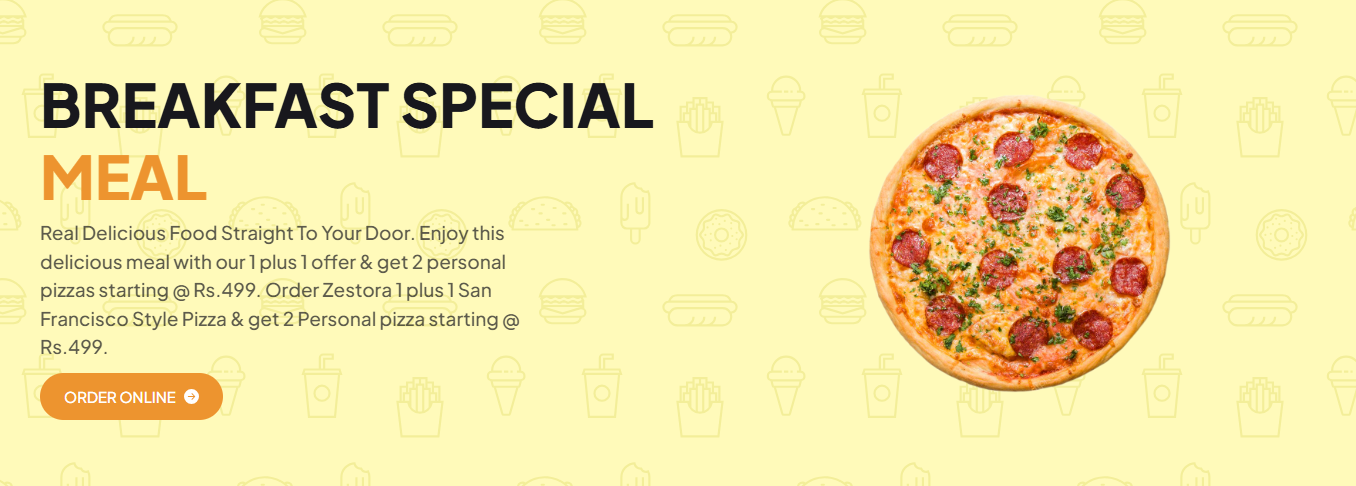 BREAKFAST SPECIAL
MEAL
Real Delicious Food Straight To Your Door. Enjoy this
delicious meal with our 1 plus 1 offer & get 2 personal
pizzas starting @ Rs.499. Order Zestora 1 plus 1 San
Francisco Style Pizza & get 2 Personal pizza starting @
Rs.499.
ORDER ONLINE